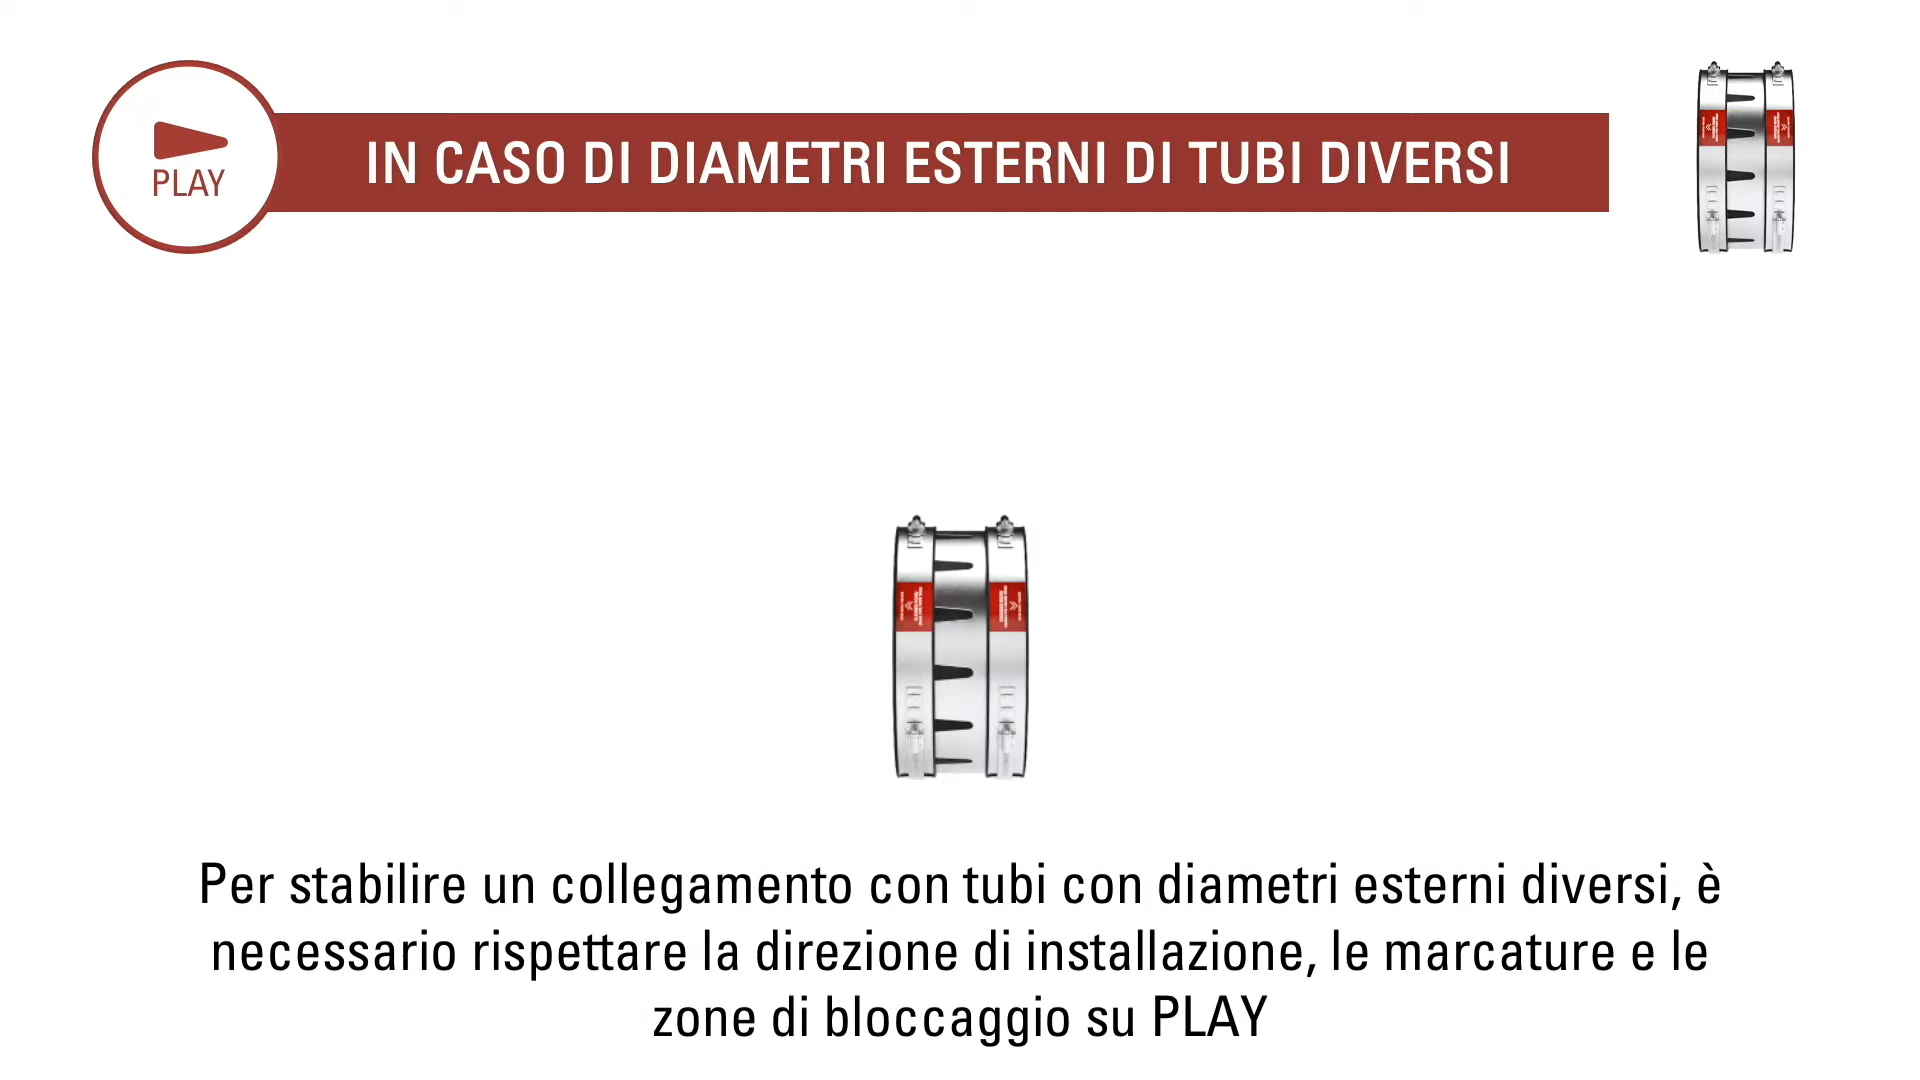 PLAY
IN CASO DI DIAMETRI ESTERNI DI TUBI DIVERSI
Per stabilire un collegamento con tubi con diametri esterni diversi, è
necessario rispettare la direzione di installazione, le marcature e le
zone di bloccaggio su PLAY